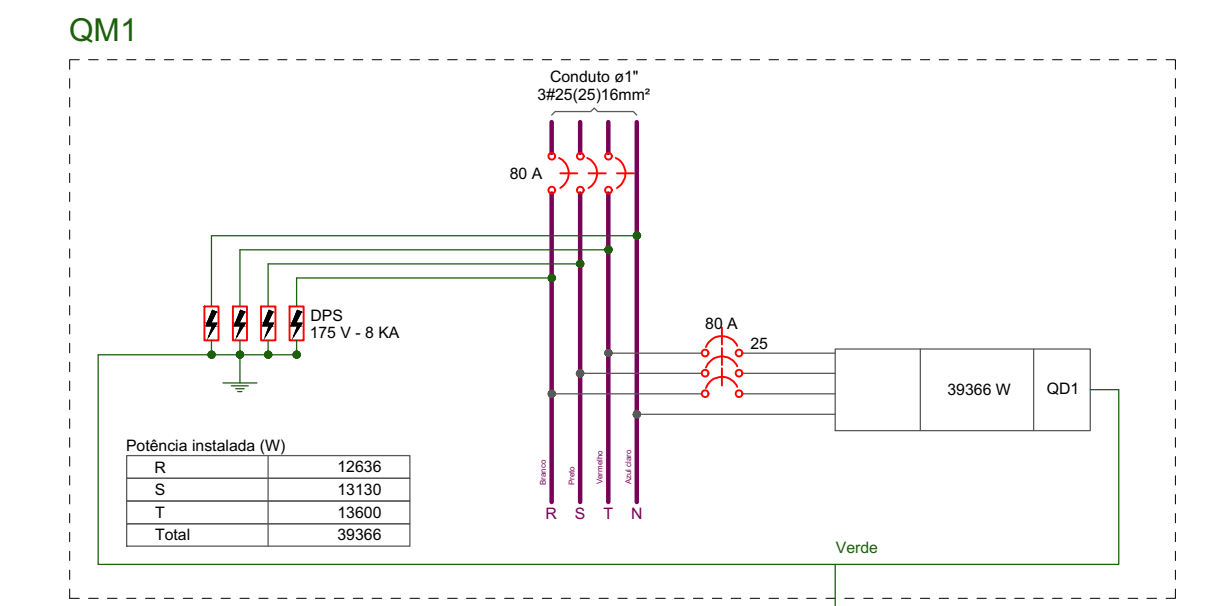 QM1
Conduto ø1"
3#25(25)16mm²
80 A
DPS
175 V - 8 KA
80 A
25
39366 W QD1
Potência instalada (W)
R 12636
S 13130
T 13600
Total 39366
Branco
Preto
Vermelho
Azul claro
R S T N
Verde